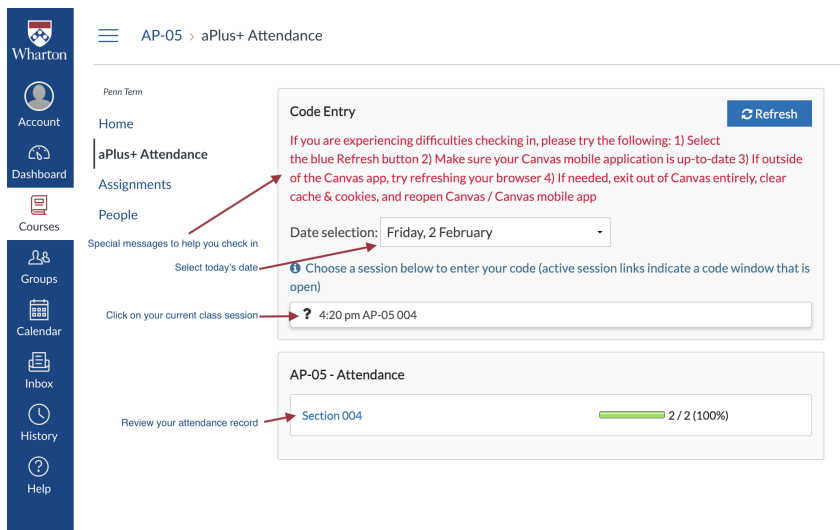 Wharton
Account
Dashboard
Courses
Groups
Calendar
Inbox
History
Help
AP-05 > aPlus+ Attendance
Penn Term
Home
aPlus+ Attendance
Assignments
People
Special messages to help you check in
Select today's date
Click on your current class session
Review your attendance record
Code Entry
Refresh
If you are experiencing difficulties checking in, please try the following: 1) Select
the blue Refresh button 2) Make sure your Canvas mobile application is up-to-date 3) If outside
of the Canvas app, try refreshing your browser 4) If needed, exit out of Canvas entirely, clear
cache & cookies, and reopen Canvas / Canvas mobile app
Date selection: Friday, 2 February
Choose a session below to enter your code (active session links indicate a code window that is
open)
? 4:20 pm AP-05 004
AP-05 - Attendance
Section 004 2 / 2 (100%)